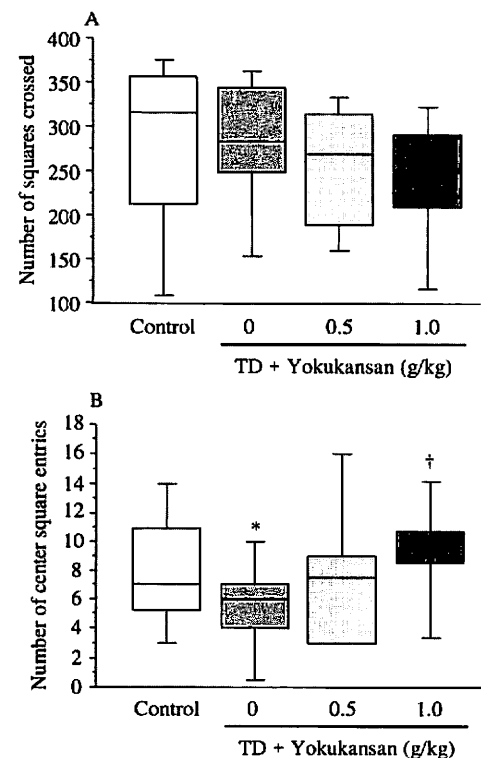 A
400
350
300
250
200
150
100
Number of squares crossed
Control 0 0.5 1.0
TD + Yokukansan (g/kg)
B
18
16
14
12
10
8
6
4
2
0
Number of center square entries
*
†
Control 0 0.5 1.0
TD + Yokukansan (g/kg)